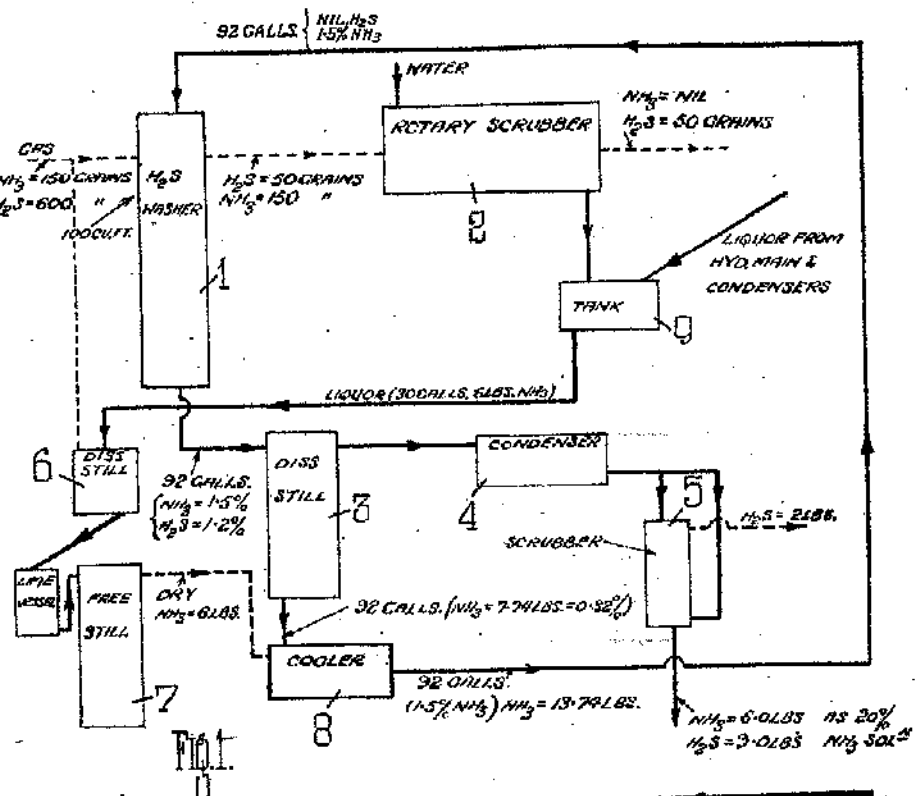 92 GALLS. { NIL H2S
1·5% NH3
WATER
ROTARY SCRUBBER
2
NH3 = NIL
H2S = 50 GRAINS
GAS
NH3 = 150 GRAINS
H2S = 600 "
100 CU.FT.
H2S
WASHER
1
H2S = 50 GRAINS
NH3 = 150 "
LIQUOR FROM
HYD. MAIN &
CONDENSERS
TANK
9
LIQUOR (30 GALLS, 6 LBS. NH3)
6
DISS
STILL
92 GALLS.
{ NH3 = 1·5%
H2S = 1·2%
DISS
STILL
3
CONDENSER
4
5
SCRUBBER
H2S = 2 LBS.
LIME
VESSEL
FREE
STILL
7
DRY
NH3 = 6 LBS.
92 GALLS. (NH3 = 7·74 LBS. = 0·82%)
COOLER
8
92 GALLS.
(1·5% NH3) NH3 = 13·74 LBS.
NH3 = 6·0 LBS AS 20%
H2S = 3·0 LBS NH3 SOLN
Fig.1.